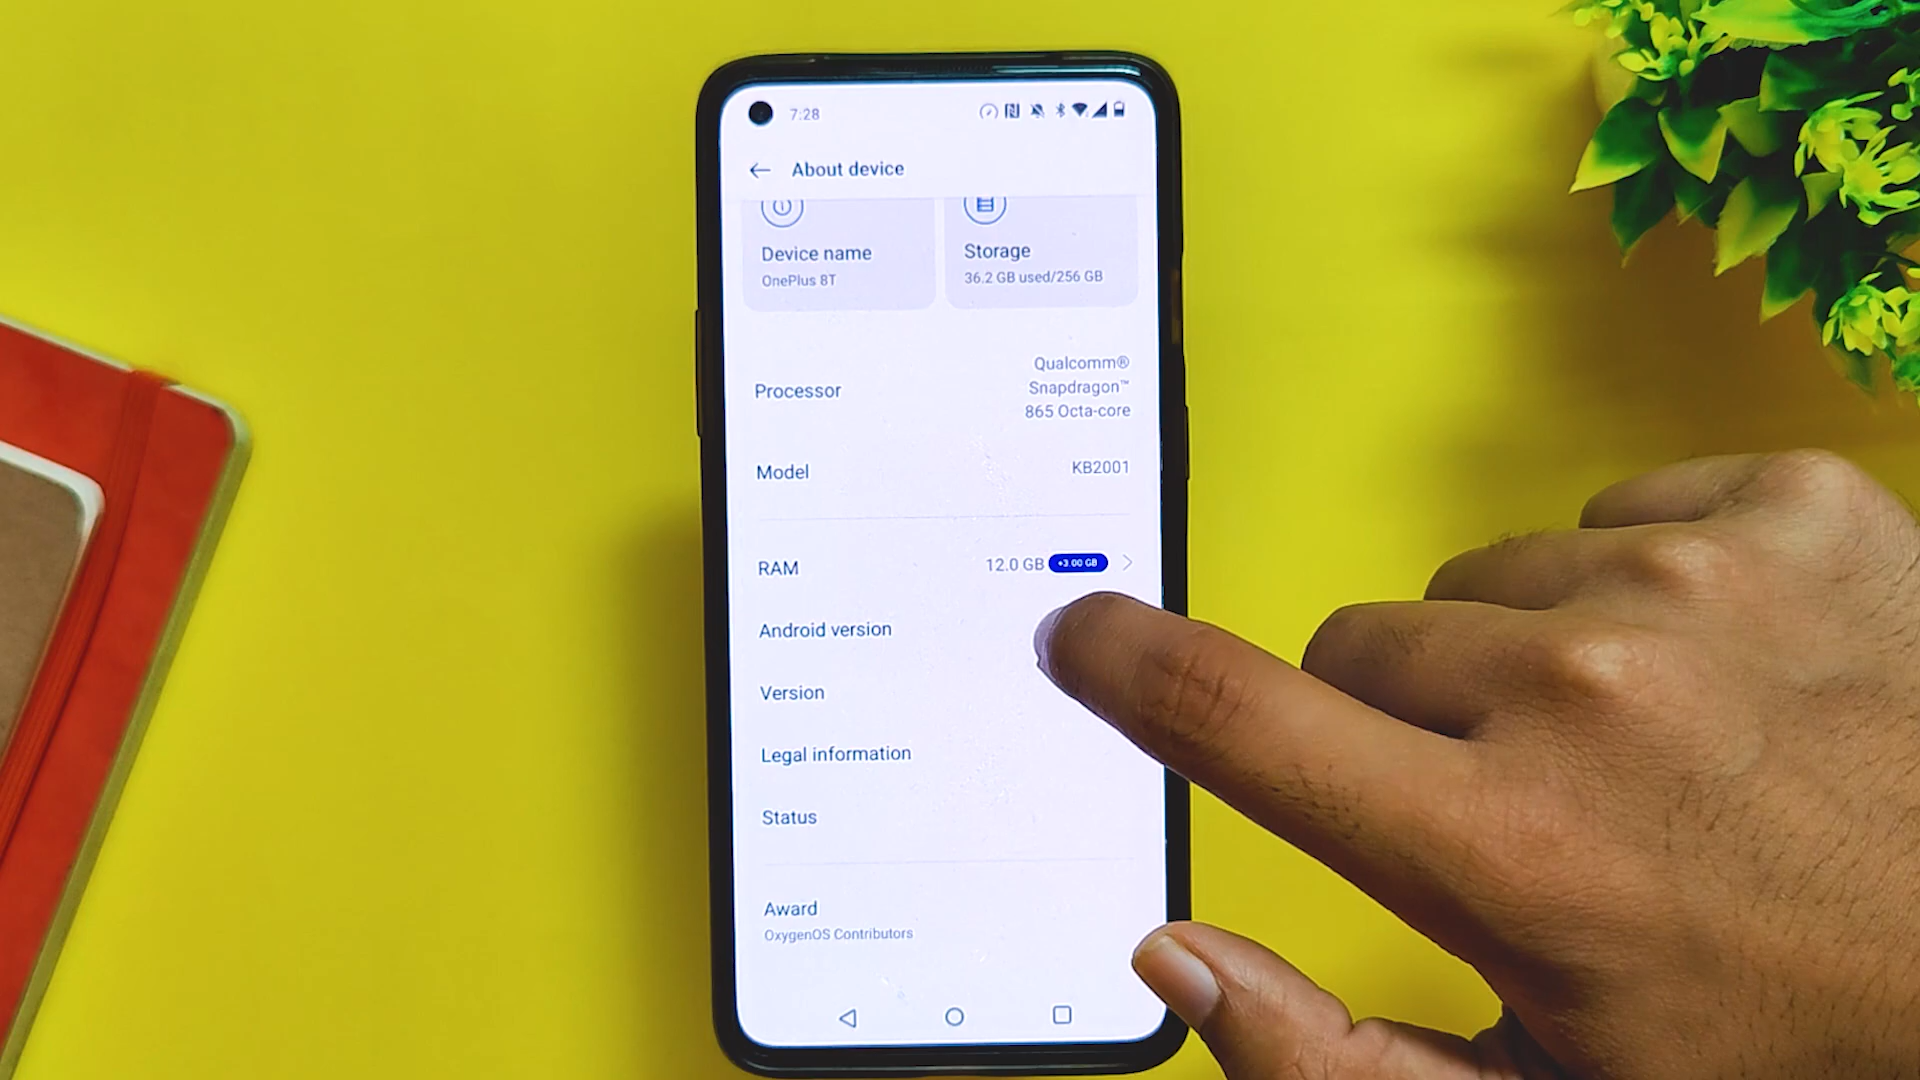 7:28
About device
Device name
OnePlus 8T
Storage
36.2 GB used/256 GB
Processor
Qualcomm®
Snapdragon™
865 Octa-core
Model
KB2001
RAM
12.0 GB +3.00 GB
Android version
Version
Legal information
Status
Award
OxygenOS Contributors